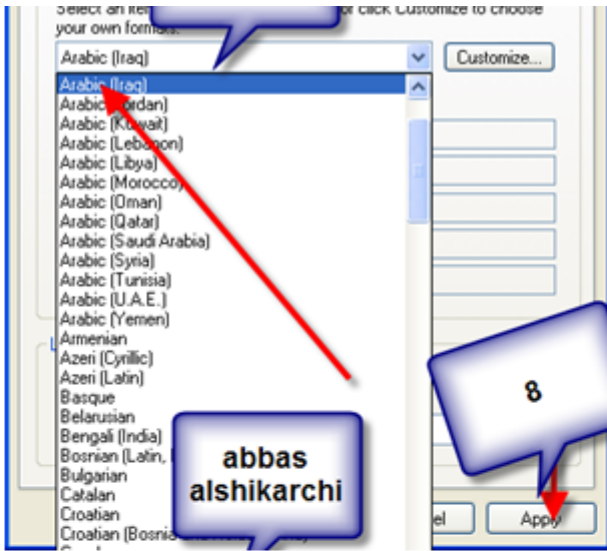 Select an item
or click Customize to choose
your own formats.
Arabic (Iraq)
Customize...
Arabic (Iraq)
Arabic (Jordan)
Arabic (Kuwait)
Arabic (Lebanon)
Arabic (Libya)
Arabic (Morocco)
Arabic (Oman)
Arabic (Qatar)
Arabic (Saudi Arabia)
Arabic (Syria)
Arabic (Tunisia)
Arabic (U.A.E.)
Arabic (Yemen)
Armenian
Azeri (Cyrillic)
Azeri (Latin)
Basque
Belarusian
Bengali (India)
Bosnian (Latin,
Bulgarian
Catalan
Croatian
Croatian (Bosnia
8
abbas
alshikarchi
el
Apply